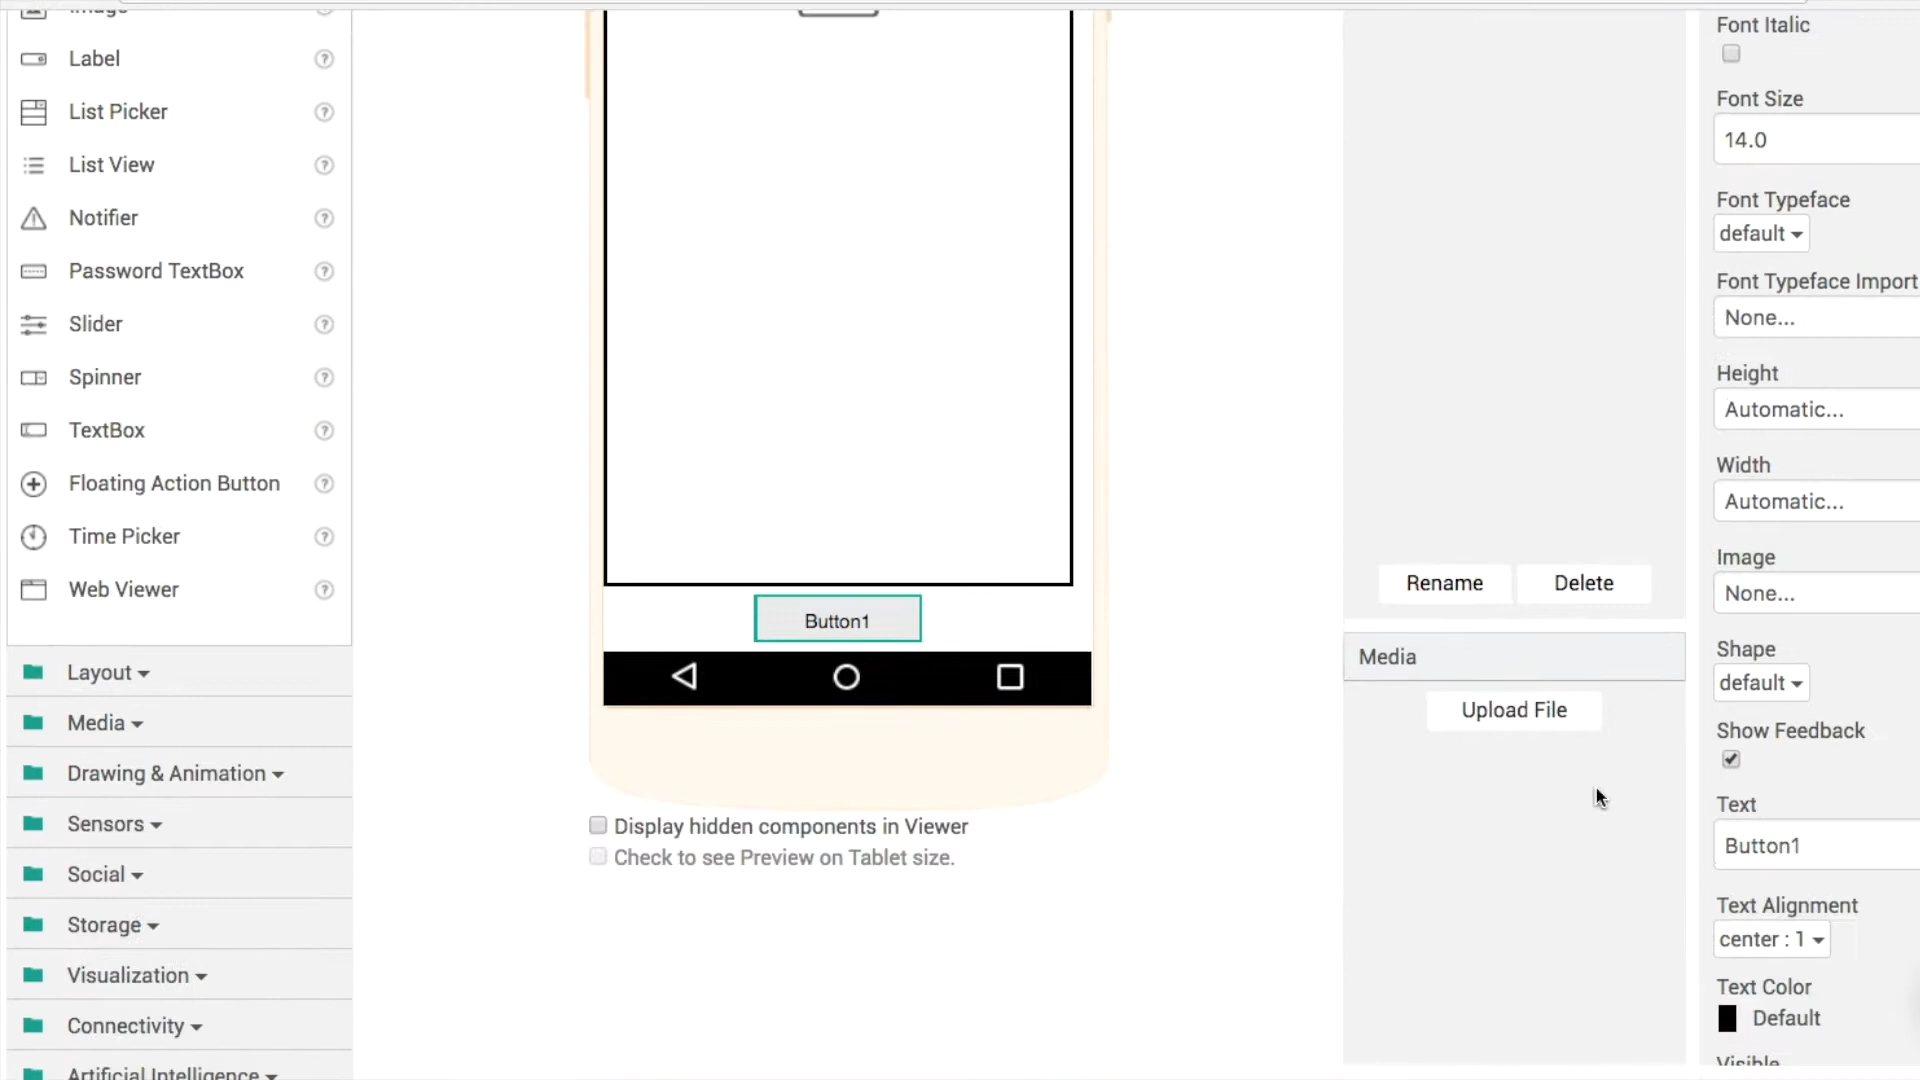 Image
Label
List Picker
List View
Notifier
Password TextBox
Slider
Spinner
TextBox
Floating Action Button
Time Picker
Web Viewer
Layout
Media
Drawing & Animation
Sensors
Social
Storage
Visualization
Connectivity
Artificial Intelligence
Button1
Display hidden components in Viewer
Check to see Preview on Tablet size.
Rename Delete
Media
Upload File
Font Italic
Font Size
14.0
Font Typeface
default
Font Typeface Import
None...
Height
Automatic...
Width
Automatic...
Image
None...
Shape
default
Show Feedback
Text
Button1
Text Alignment
center : 1
Text Color
Default
Visible